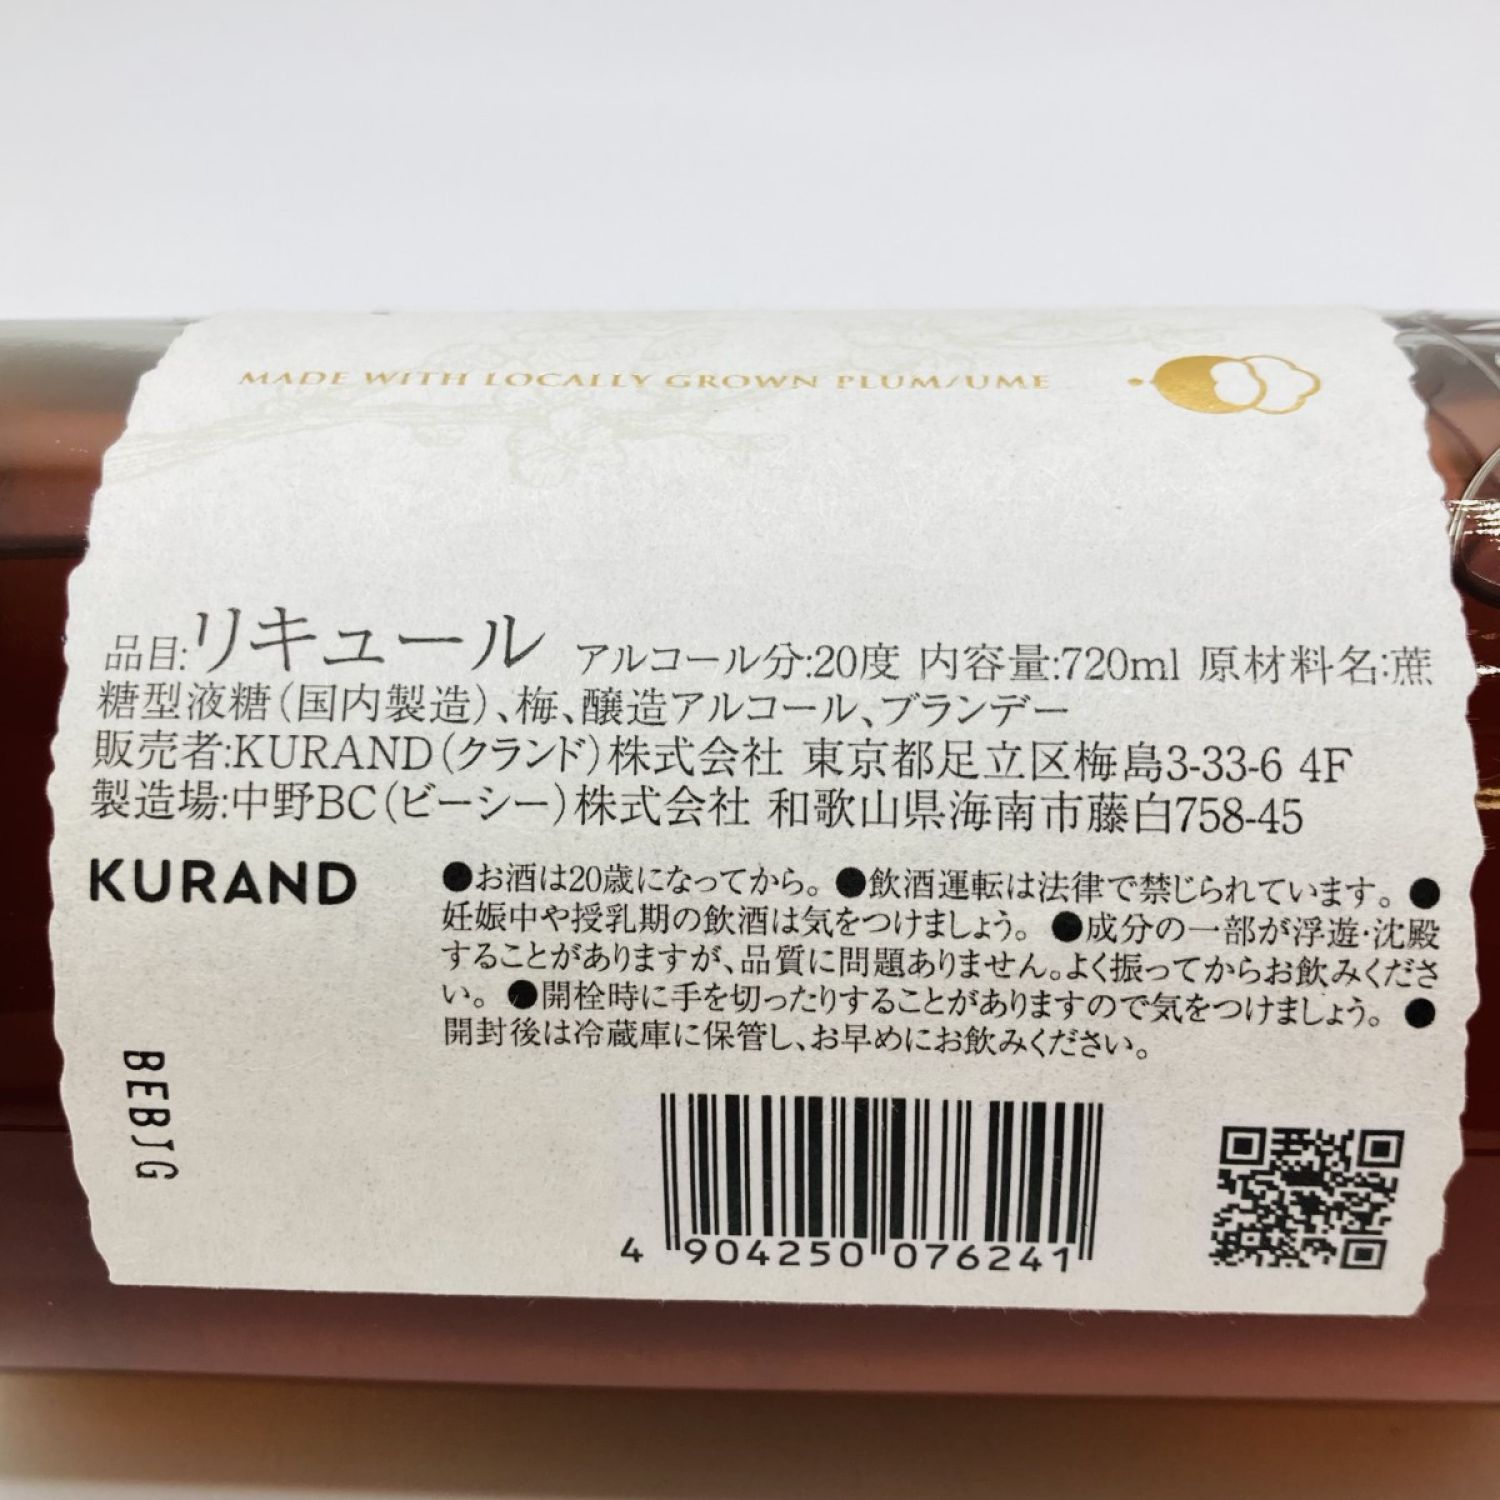 MADE WITH LOCALLY GROWN PLUM/UME
品目:リキュール アルコール分:20度 内容量:720ml 原材料名:蔗
糖型液糖(国内製造)、梅、醸造アルコール、ブランデー
販売者:KURAND(クランド)株式会社 東京都足立区梅島3-33-6 4F
製造場:中野BC(ビーシー)株式会社 和歌山県海南市藤白758-45
KURAND
●お酒は20歳になってから。●飲酒運転は法律で禁じられています。●
妊娠中や授乳期の飲酒は気をつけましょう。●成分の一部が浮遊・沈殿
することがありますが、品質に問題ありません。よく振ってからお飲みくださ
い。●開栓時に手を切ったりすることがありますので気をつけましょう。●
開封後は冷蔵庫に保管し、お早めにお飲みください。
BEBIG
4 904250 076241